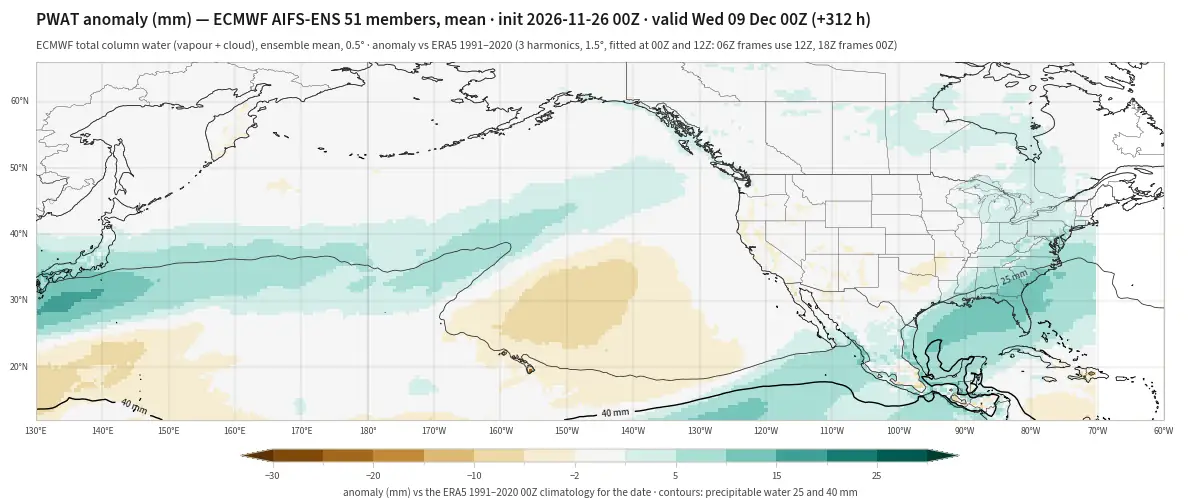 PWAT anomaly (mm) — ECMWF AIFS-ENS 51 members, mean · init 2026-11-26 00Z · valid Wed 09 Dec 00Z (+312 h)
ECMWF total column water (vapour + cloud), ensemble mean, 0.5° · anomaly vs ERA5 1991–2020 (3 harmonics, 1.5°, fitted at 00Z and 12Z: 06Z frames use 12Z, 18Z frames 00Z)
60°N
50°N
40°N
30°N
20°N
25 mm
40 mm
40 mm
130°E 140°E 150°E 160°E 170°E 180° 170°W 160°W 150°W 140°W 130°W 120°W 110°W 100°W 90°W 80°W 70°W 60°W
−30 −20 −10 −2 5 15 25
anomaly (mm) vs the ERA5 1991–2020 00Z climatology for the date · contours: precipitable water 25 and 40 mm